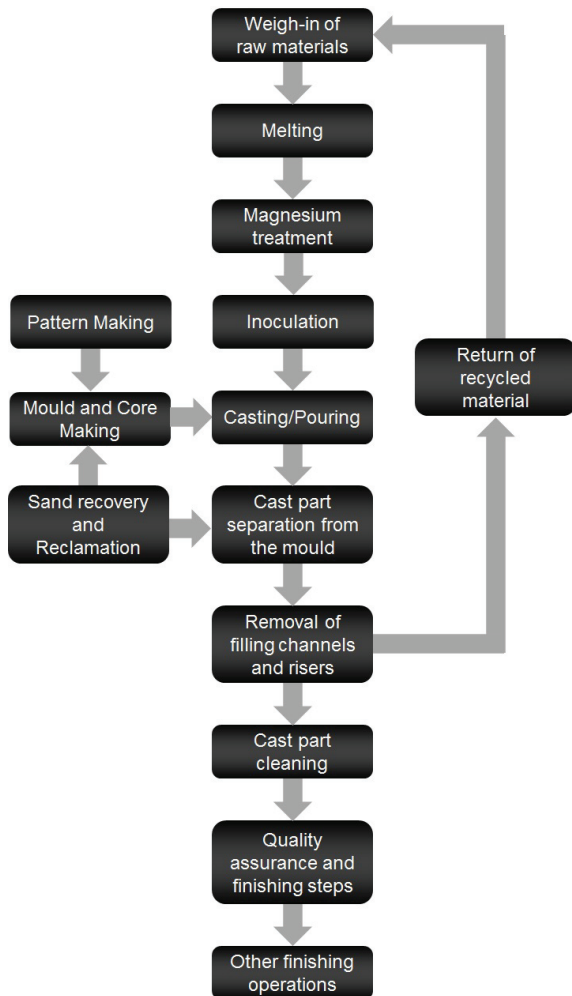 Weigh-in of
raw materials
Melting
Magnesium
treatment
Pattern Making
Inoculation
Return of
recycled
material
Mould and Core
Making
Casting/Pouring
Sand recovery
and
Reclamation
Cast part
separation from
the mould
Removal of
filling channels
and risers
Cast part
cleaning
Quality
assurance and
finishing steps
Other finishing
operations